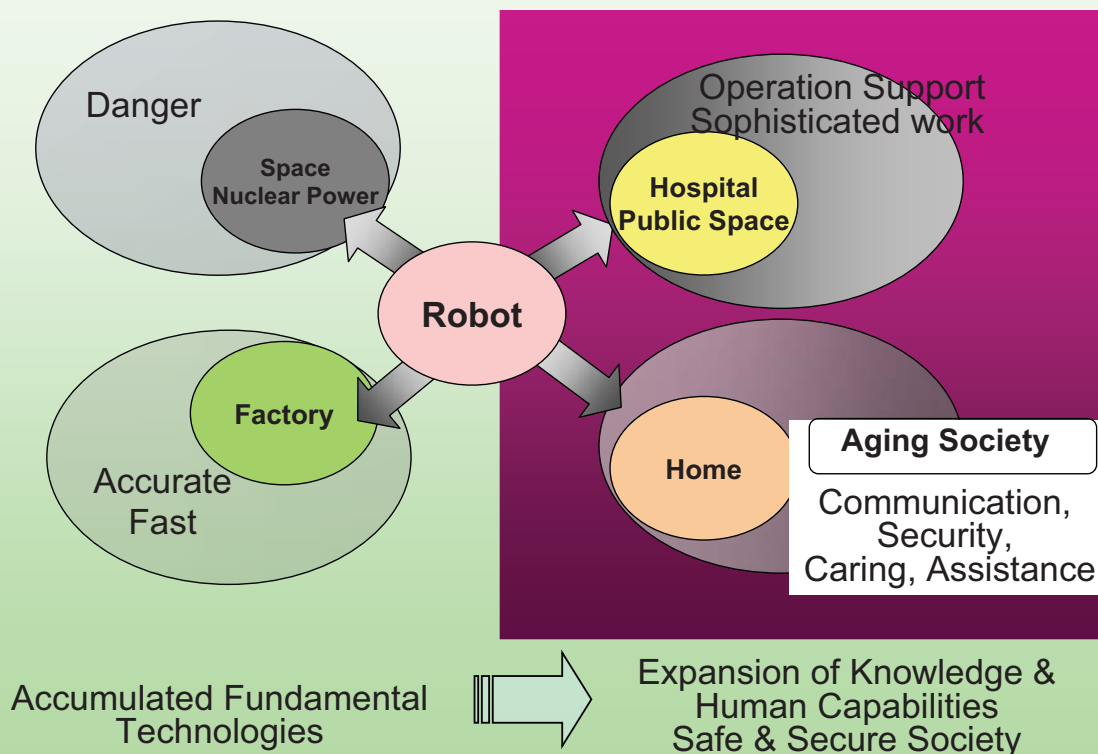 Danger
Space
Nuclear Power
Operation Support
Sophisticated work
Hospital
Public Space
Robot
Factory
Accurate
Fast
Home
Aging Society
Communication,
Security,
Caring, Assistance
Accumulated Fundamental
Technologies
Expansion of Knowledge &
Human Capabilities
Safe & Secure Society